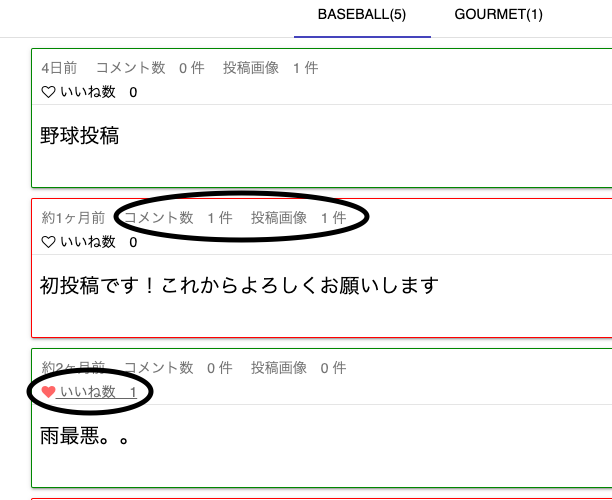 BASEBALL(5) GOURMET(1)
4日前 コメント数 0 件 投稿画像 1 件
いいね数 0
野球投稿
約1ヶ月前 コメント数 1 件 投稿画像 1 件
いいね数 0
初投稿です！これからよろしくお願いします
約2ヶ月前 コメント数 0 件 投稿画像 0 件
いいね数 1
雨最悪。。